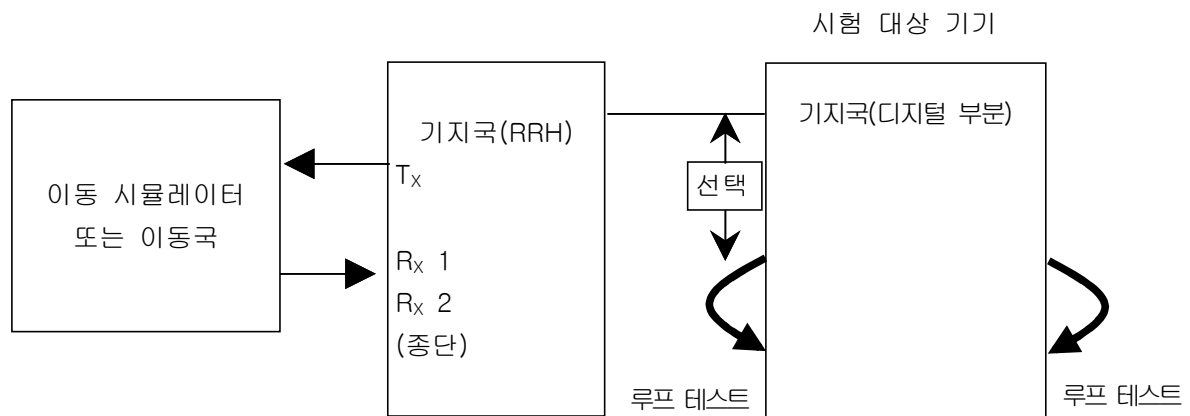 시험 대상 기기
이동 시뮬레이터
또는 이동국
기지국(RRH)
TX
RX 1
RX 2
(종단)
선택
기지국(디지털 부분)
루프 테스트
루프 테스트